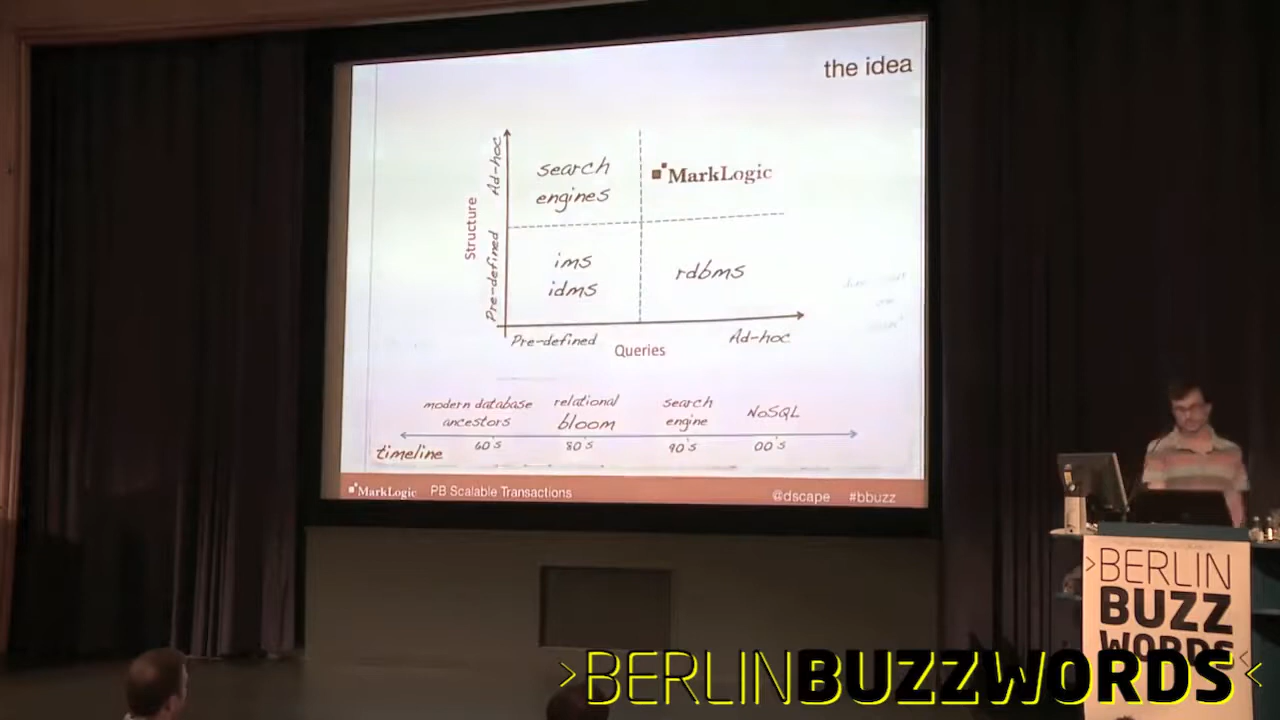 the idea
Structure
Pre-defined
Ad-hoc
search
engines
MarkLogic
ims
idms
rdbms
Pre-defined
Ad-hoc
Queries
modern database
ancestors
relational
bloom
search
engine
NoSQL
60's
80's
90's
00's
timeline
MarkLogic PB Scalable Transactions @dscape #bbuzz
>BERLIN
BUZZ
WORDS
>BERLINBUZZWORDS<